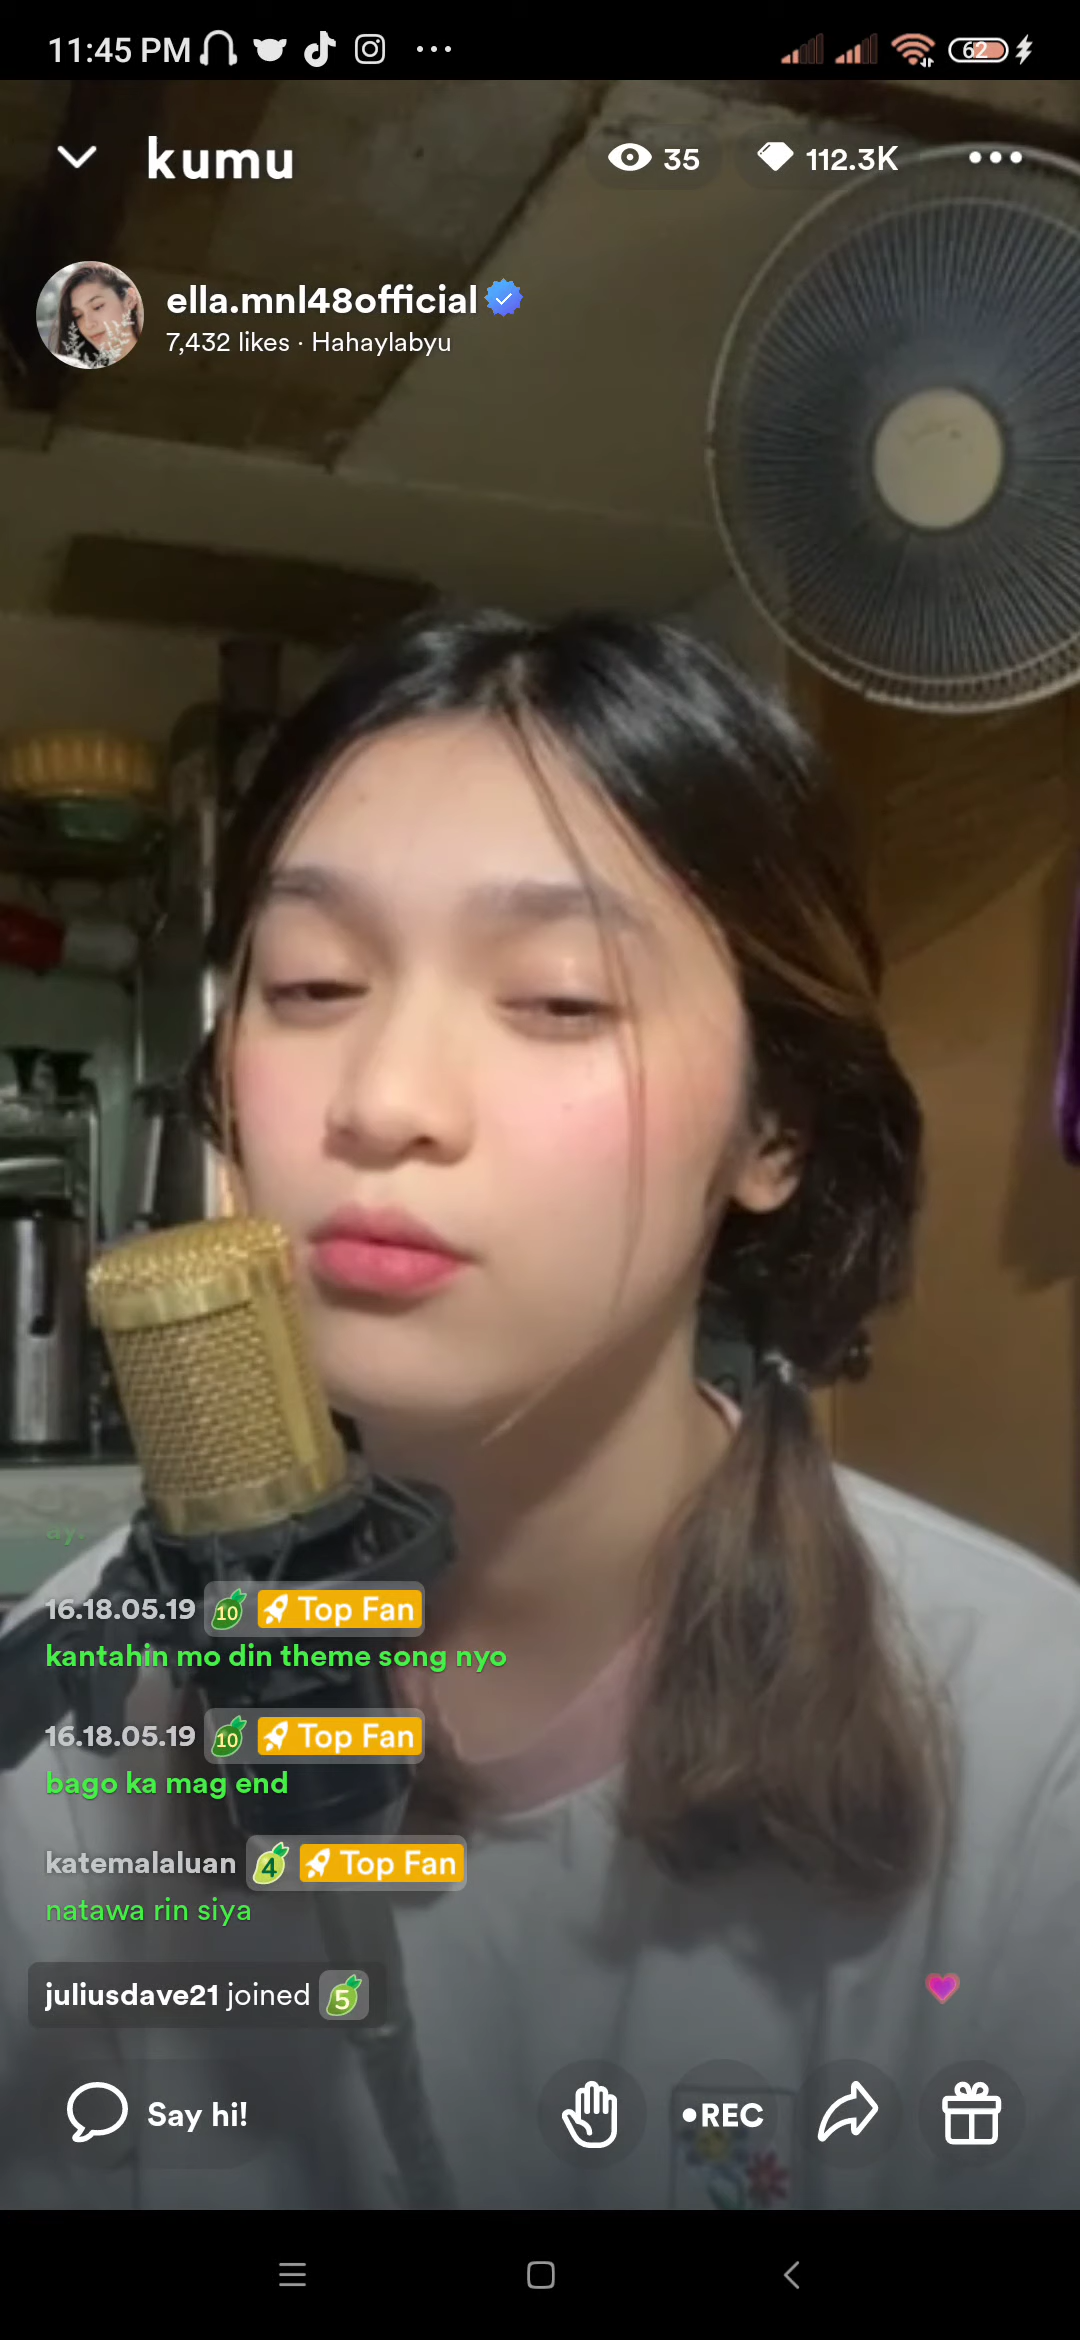 11:45 PM
62
kumu
35
112.3K
ella.mnl48official
7,432 likes · Hahaylabyu
ay.
16.18.05.19 10 Top Fan
kantahin mo din theme song nyo
16.18.05.19 10 Top Fan
bago ka mag end
katemalaluan 4 Top Fan
natawa rin siya
juliusdave21 joined 5
Say hi!
•REC